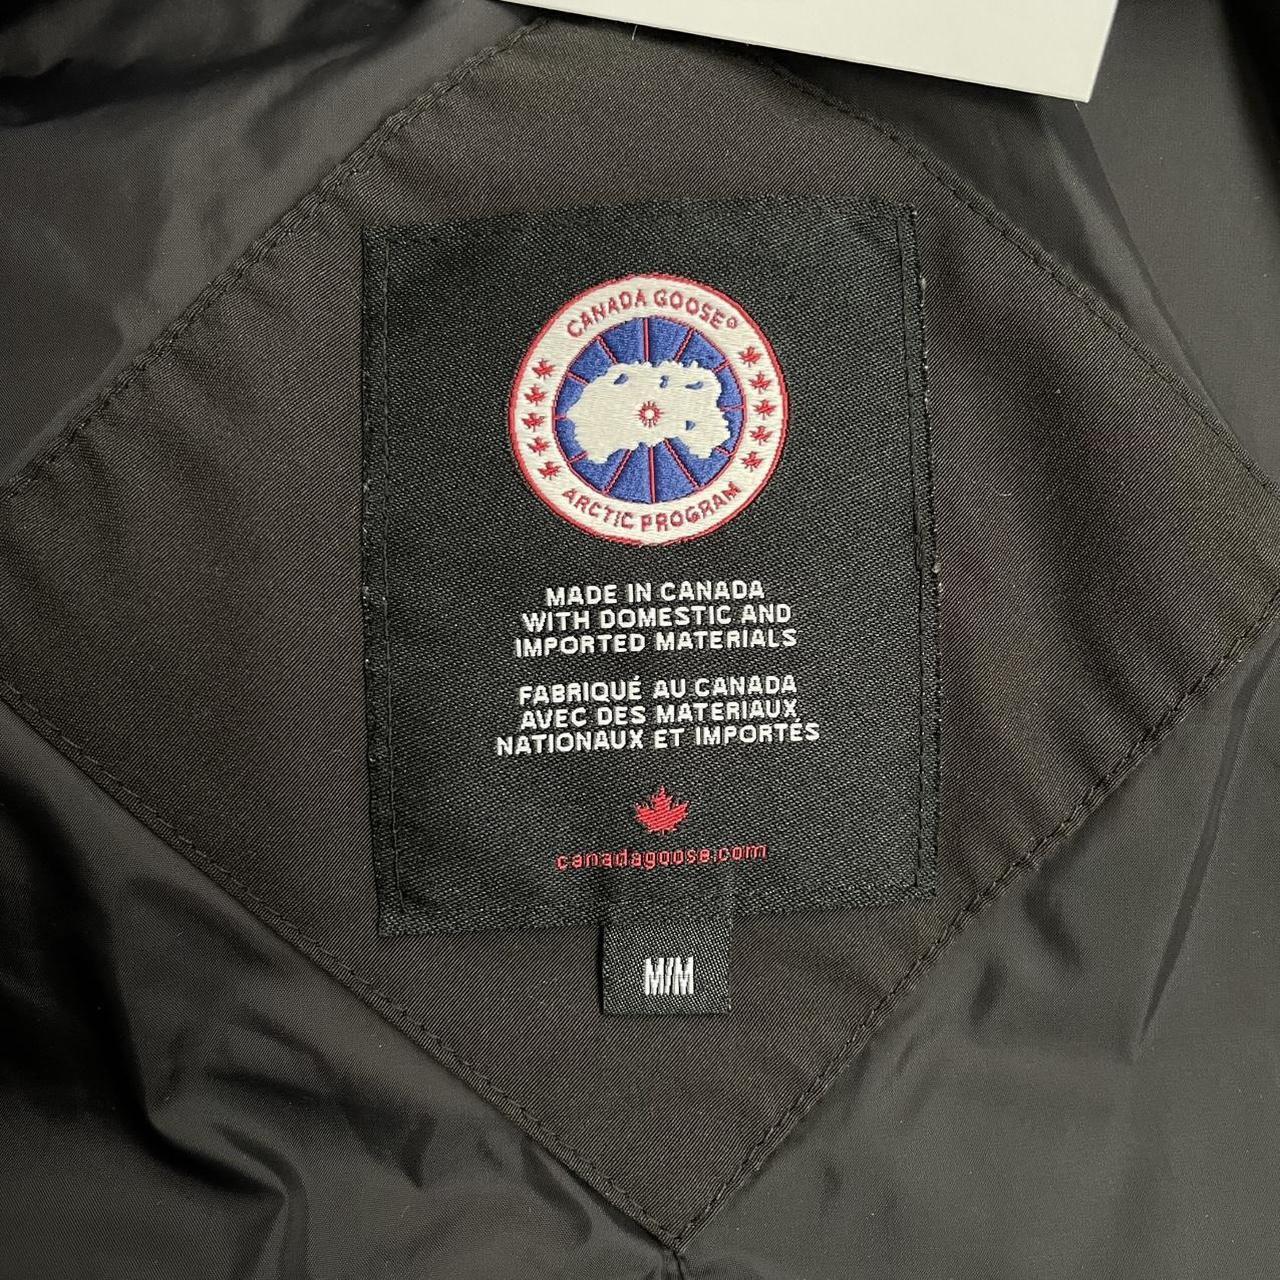 CANADA GOOSE®
ARCTIC PROGRAM
MADE IN CANADA
WITH DOMESTIC AND
IMPORTED MATERIALS
FABRIQUÉ AU CANADA
AVEC DES MATERIAUX
NATIONAUX ET IMPORTÉS
canadagoose.com
M/M